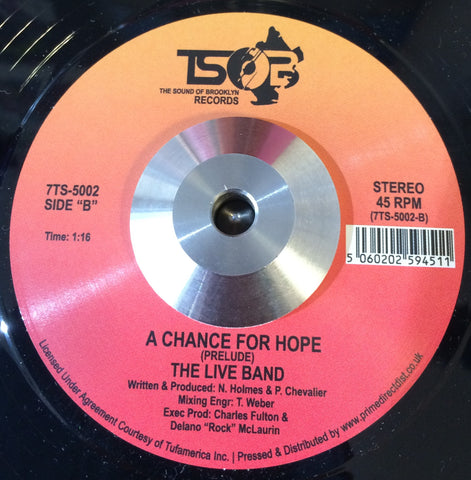 TSOB
THE SOUND OF BROOKLYN
RECORDS
7TS-5002
SIDE "B"
Time: 1:16
STEREO
45 RPM
(7TS-5002-B)
5 060202 594511
A CHANCE FOR HOPE
(PRELUDE)
THE LIVE BAND
Written & Produced: N. Holmes & P. Chevalier
Mixing Engr: T. Weber
Exec Prod: Charles Fulton &
Delano "Rock" McLaurin
Licensed Under Agreement Courtesy of Tufamerica Inc. | Pressed & Distributed by www.primedirectdist.co.uk